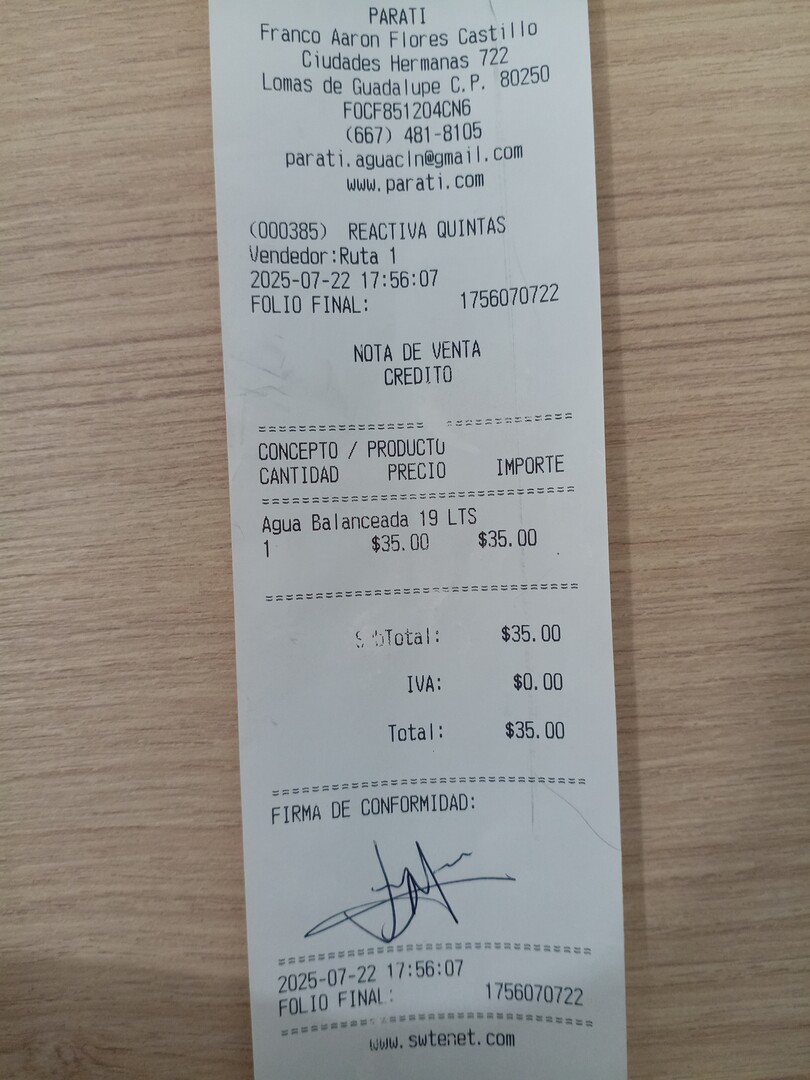 PARATI
Franco Aaron Flores Castillo
Ciudades Hermanas 722
Lomas de Guadalupe C.P. 80250
FOCF851204CN6
(667) 481-8105
parati.aguacln@gmail.com
www.parati.com
(000385) REACTIVA QUINTAS
Vendedor:Ruta 1
2025-07-22 17:56:07
FOLIO FINAL: 1756070722
NOTA DE VENTA
CREDITO
CONCEPTO / PRODUCTO
CANTIDAD PRECIO IMPORTE
Agua Balanceada 19 LTS
1 $35.00 $35.00
SubTotal: $35.00
IVA: $0.00
Total: $35.00
FIRMA DE CONFORMIDAD:
2025-07-22 17:56:07
FOLIO FINAL: 1756070722
www.swtenet.com